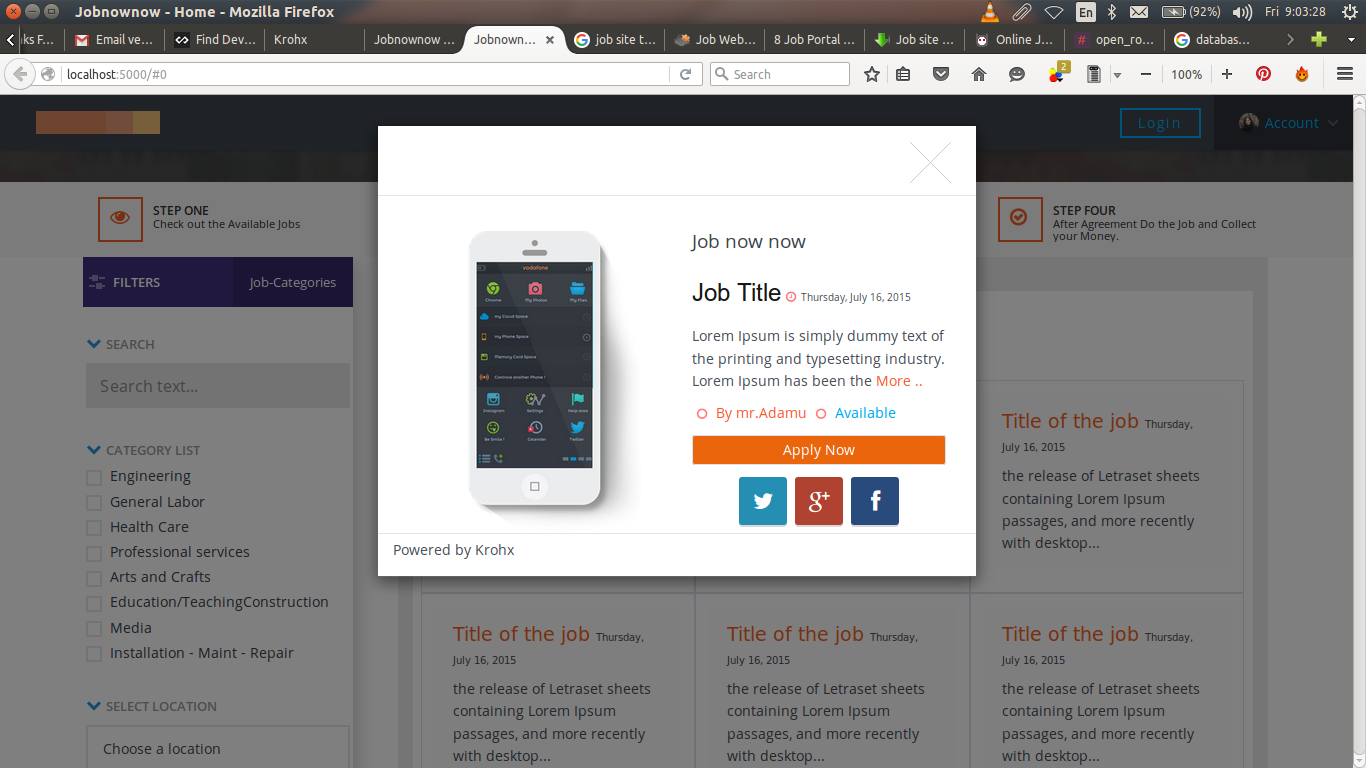 Jobnownow - Home - Mozilla Firefox
En
(92%)
Fri 9:03:28
ks F...
Email ve...
Find Dev...
Krohx
Jobnownow ...
Jobnown...
job site t...
Job Web...
8 Job Portal ...
Job site ...
Online J...
open_ro...
databas...
localhost:5000/#0
Search
2
100%
Login
Account
STEP ONE
Check out the Available Jobs
STEP FOUR
After Agreement Do the Job and Collect
your Money.
FILTERS
Job-Categories
SEARCH
Search text...
CATEGORY LIST
Engineering
General Labor
Health Care
Professional services
Arts and Crafts
Education/TeachingConstruction
Media
Installation - Maint - Repair
SELECT LOCATION
Choose a location
vodafone
Chrome
My Photos
My Files
my Cloud Space
my Phone Space
Memory Card Space
Continue another Phone !
Instagram
Settings
Help area
Be Smile !
Calander
Twitter
Job now now
Job Title Thursday, July 16, 2015
Lorem Ipsum is simply dummy text of
the printing and typesetting industry.
Lorem Ipsum has been the More ..
By mr.Adamu
Available
Apply Now
g+
f
Powered by Krohx
Title of the job Thursday,
July 16, 2015
the release of Letraset sheets
containing Lorem Ipsum
passages, and more recently
with desktop...
Title of the job Thursday,
July 16, 2015
the release of Letraset sheets
containing Lorem Ipsum
passages, and more recently
with desktop...
Title of the job Thursday,
July 16, 2015
the release of Letraset sheets
containing Lorem Ipsum
passages, and more recently
with desktop...
Title of the job Thursday,
July 16, 2015
the release of Letraset sheets
containing Lorem Ipsum
passages, and more recently
with desktop...